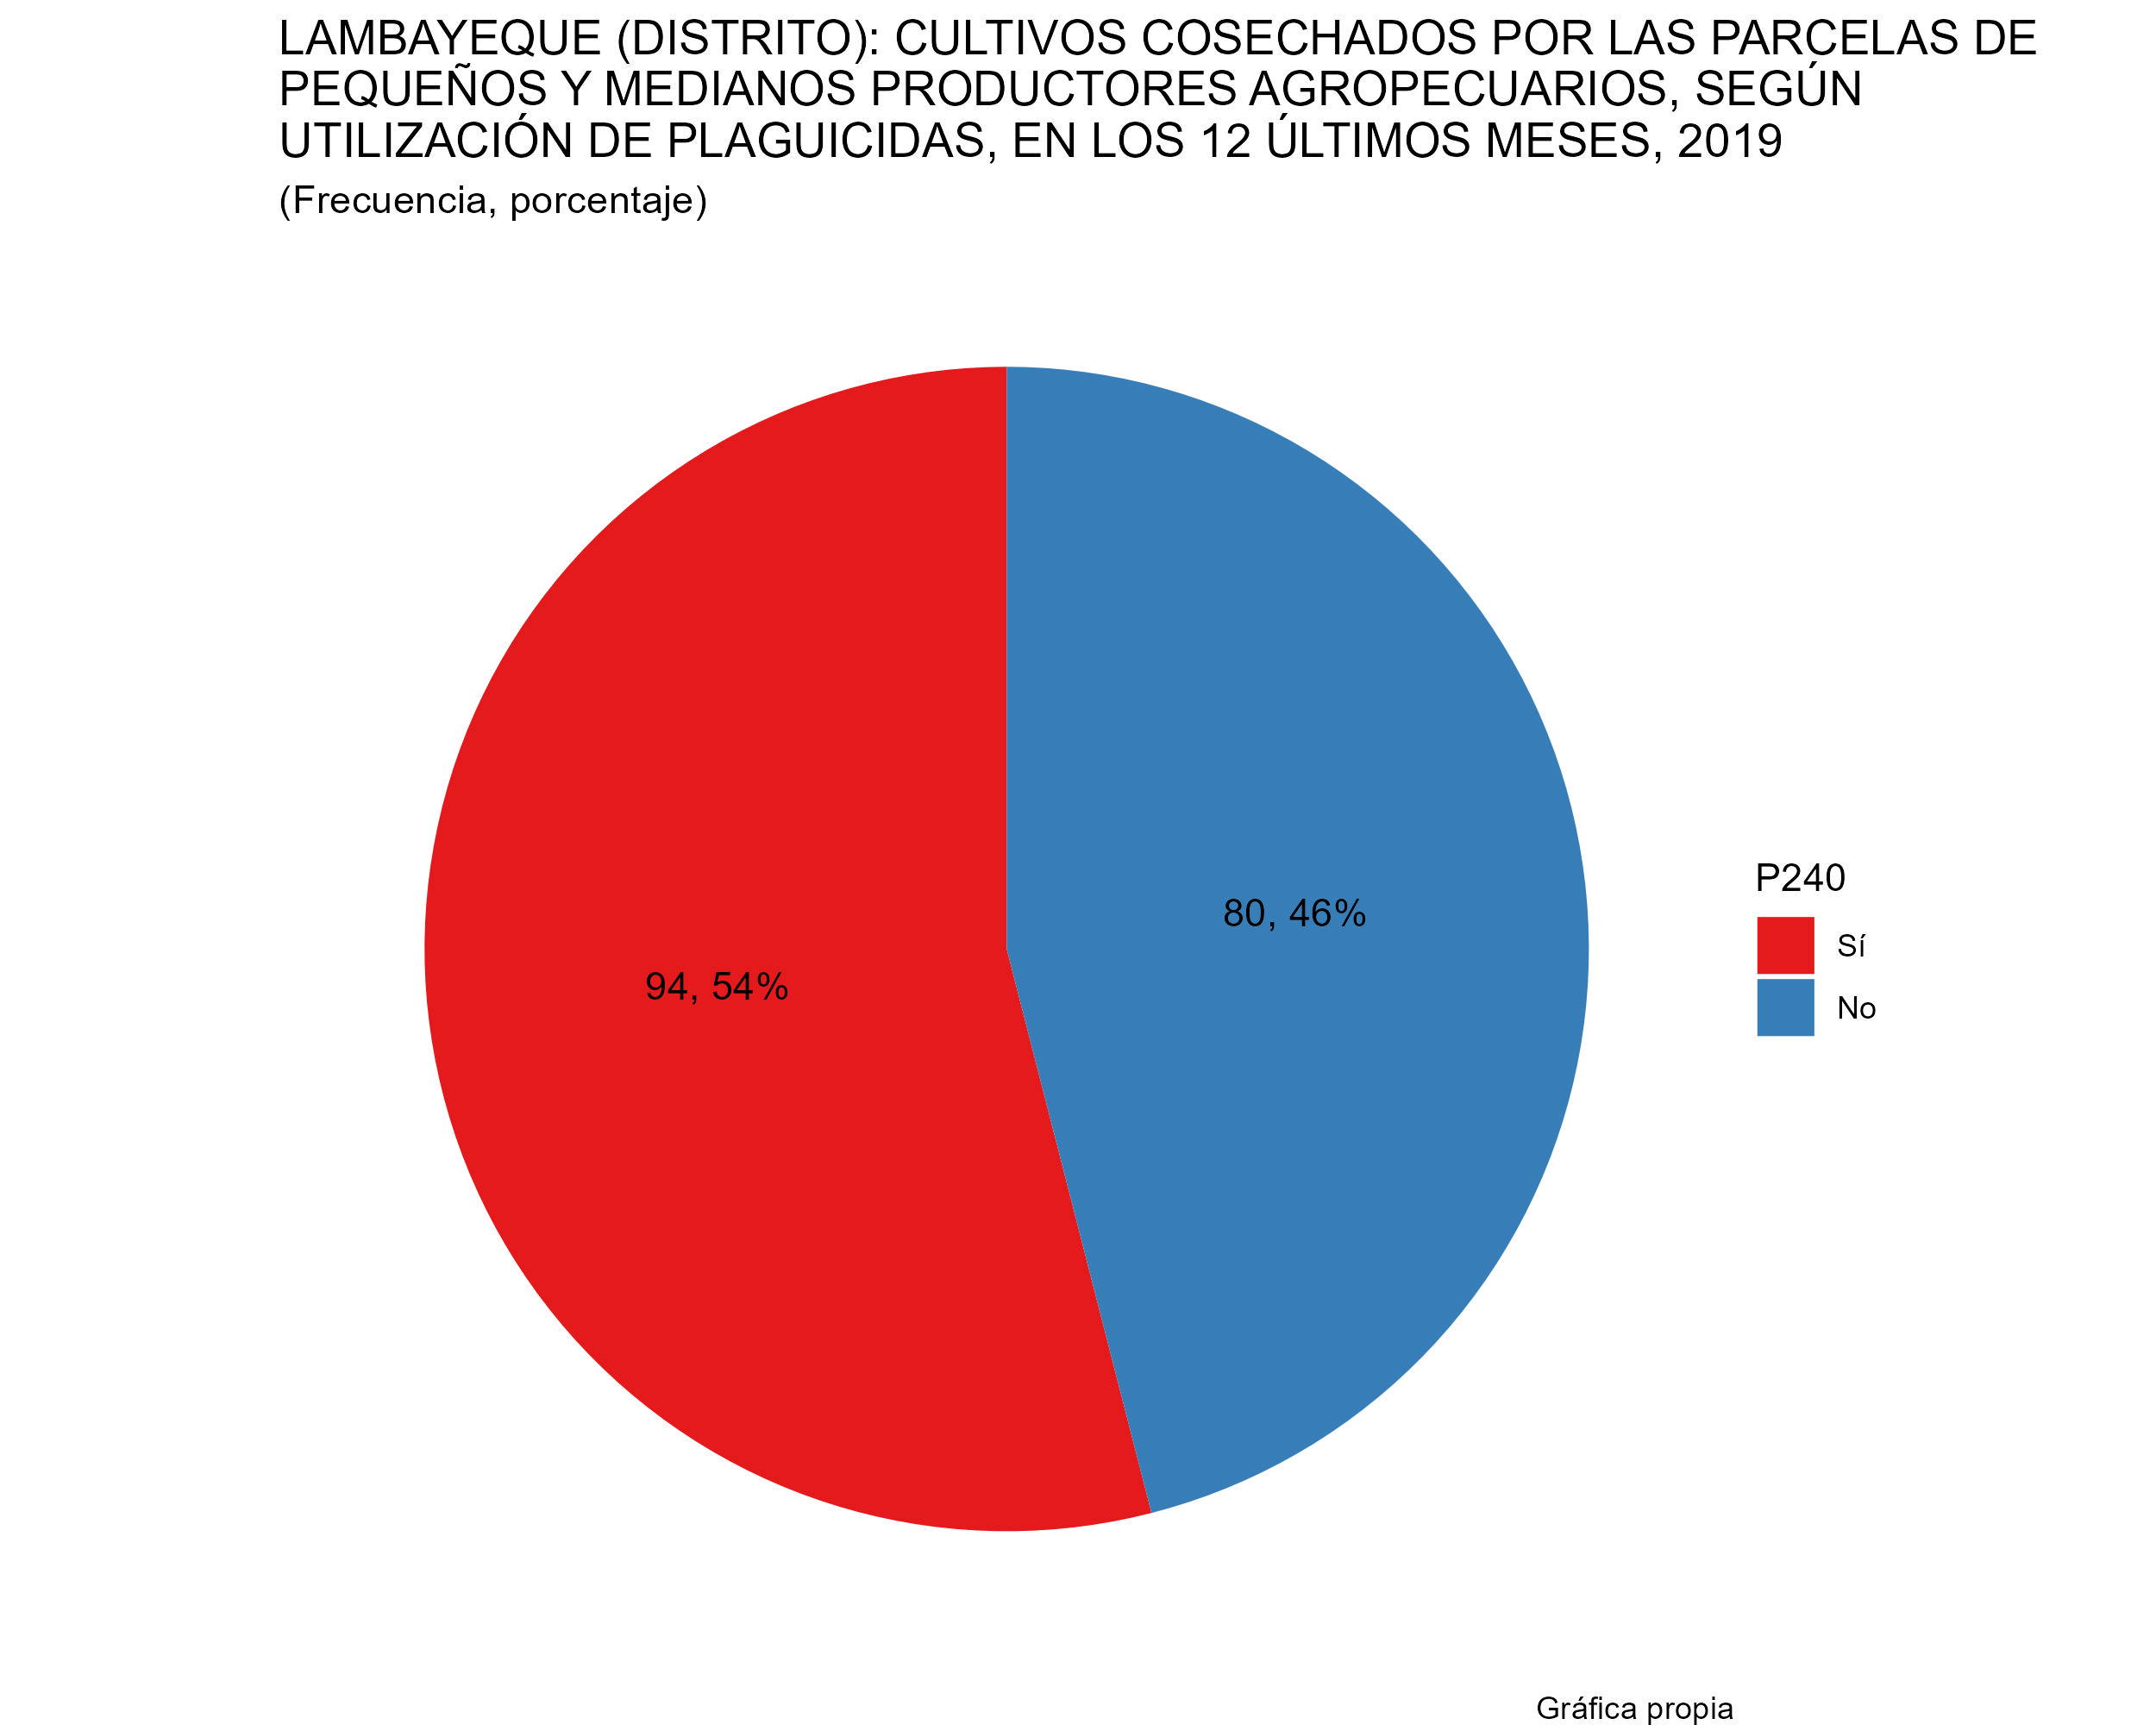 LAMBAYEQUE (DISTRITO): CULTIVOS COSECHADOS POR LAS PARCELAS DE
PEQUEÑOS Y MEDIANOS PRODUCTORES AGROPECUARIOS, SEGÚN
UTILIZACIÓN DE PLAGUICIDAS, EN LOS 12 ÚLTIMOS MESES, 2019
(Frecuencia, porcentaje)
80, 46%
94, 54%
P240
Sí
No
Gráfica propia